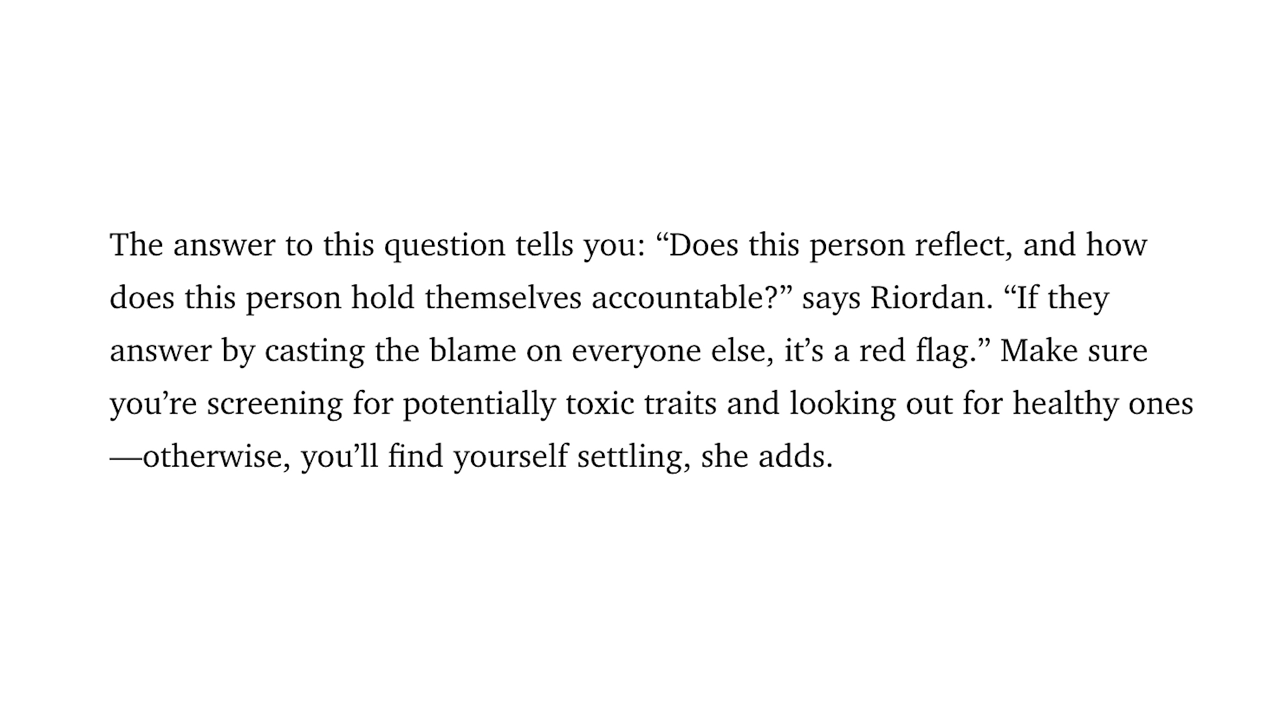 The answer to this question tells you: “Does this person reflect, and how
does this person hold themselves accountable?” says Riordan. “If they
answer by casting the blame on everyone else, it’s a red flag.” Make sure
you’re screening for potentially toxic traits and looking out for healthy ones
—otherwise, you’ll find yourself settling, she adds.